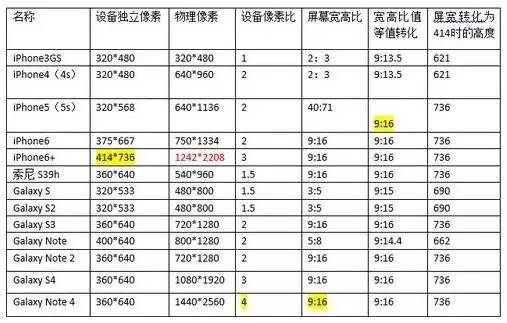 名称 设备独立像素 物理像素 设备像素比 屏幕宽高比 宽高比值等值转化 屏宽转化为414时的高度
iPhone3GS 320*480 320*480 1 2：3 9:13.5 621
iPhone4（4s） 320*480 640*960 2 2：3 9:13.5 621
iPhone5（5s） 320*568 640*1136 2 40:71 9:16 736
iPhone6 375*667 750*1334 2 9:16 9:16 736
iPhone6+ 414*736 1242*2208 3 9:16 9:16 736
索尼 S39h 360*640 540*960 1.5 9:16 9:16 736
Galaxy S 320*533 480*800 1.5 3:5 9:15 690
Galaxy S2 320*533 480*800 1.5 3:5 9:15 690
Galaxy S3 360*640 720*1280 2 9:16 9:16 736
Galaxy Note 400*640 800*1280 2 5:8 9:14.4 662
Galaxy Note 2 360*640 720*1280 2 9:16 9:16 736
Galaxy S4 360*640 1080*1920 3 9:16 9:16 736
Galaxy Note 4 360*640 1440*2560 4 9:16 9:16 736